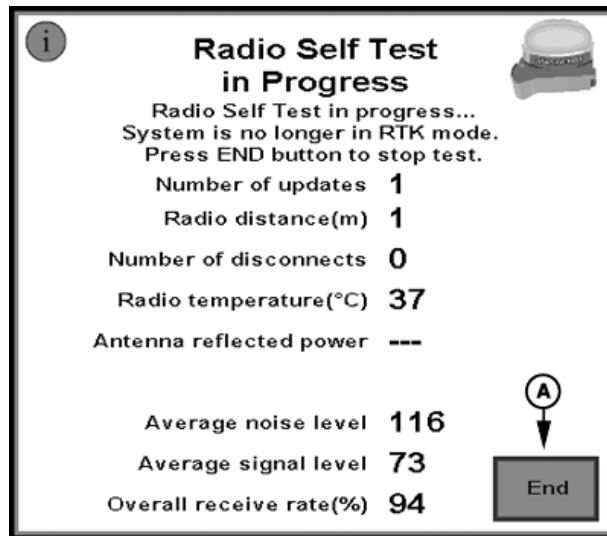 i
Radio Self Test
in Progress
Radio Self Test in progress...
System is no longer in RTK mode.
Press END button to stop test.
Number of updates 1
Radio distance(m) 1
Number of disconnects 0
Radio temperature(°C) 37
Antenna reflected power ---
Average noise level 116
Average signal level 73
Overall receive rate(%) 94
A
End